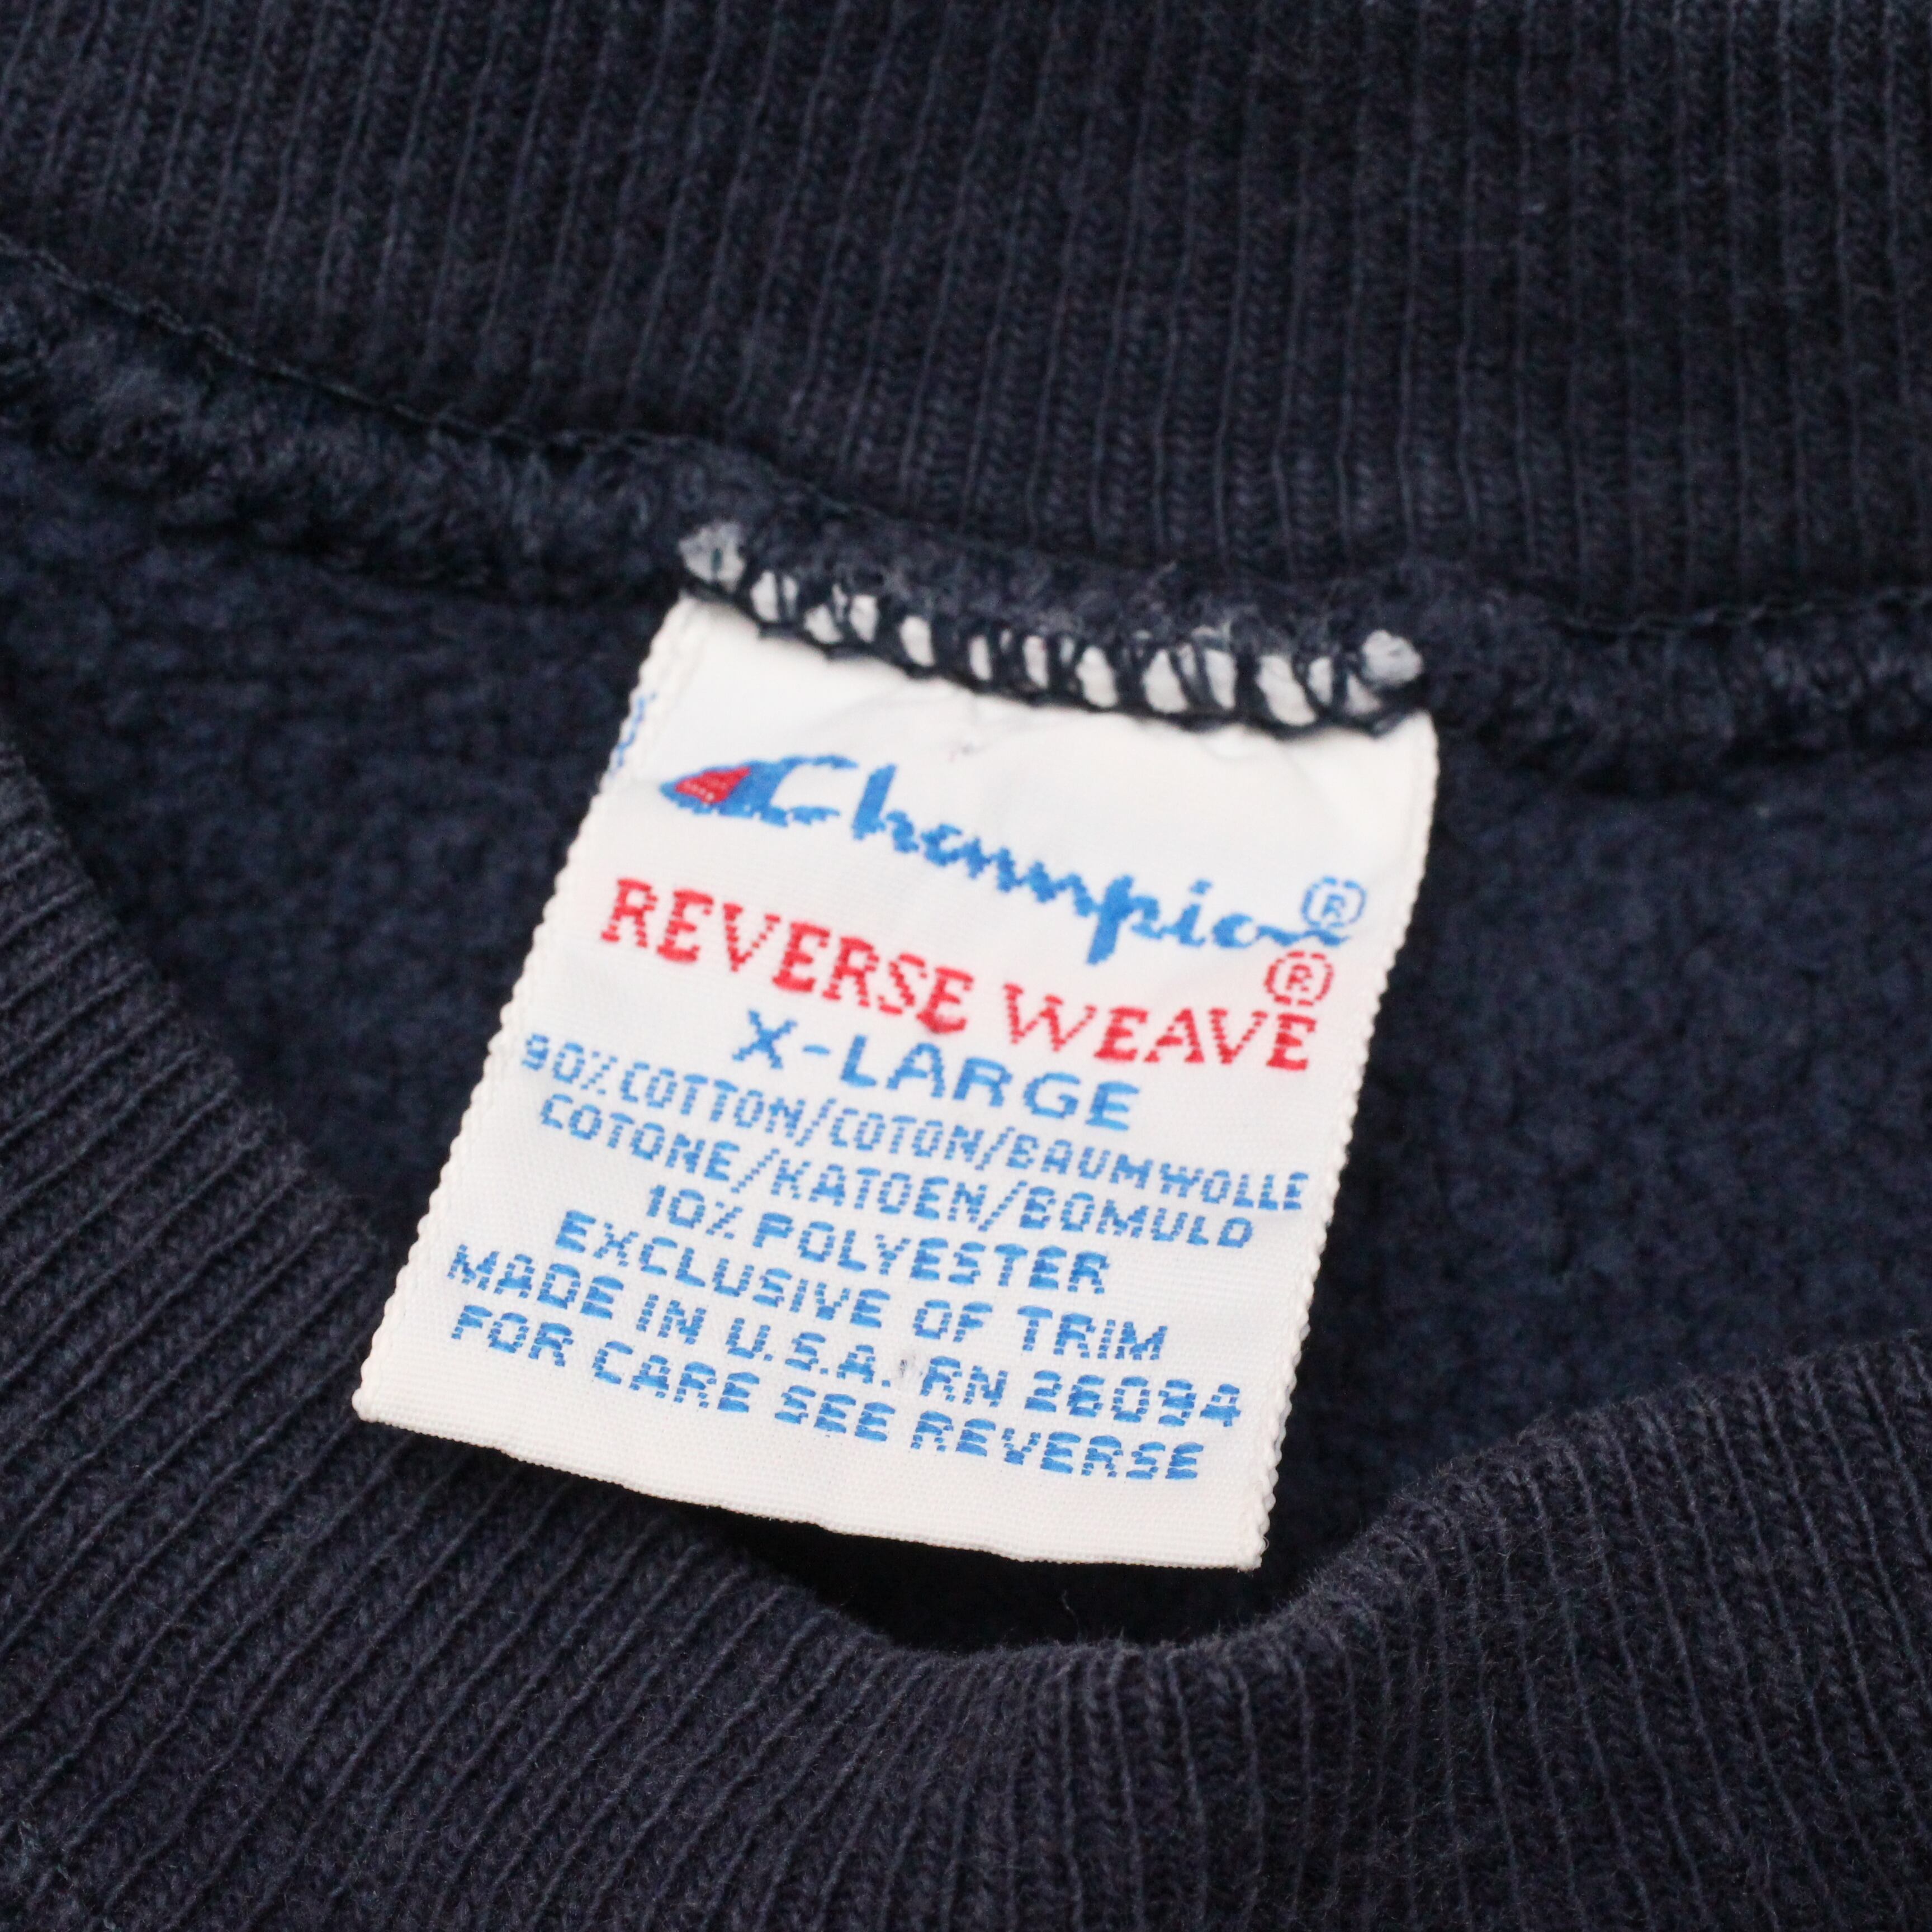 Champion®
REVERSE WEAVE®
X-LARGE
90% COTTON/COTON/BAUMWOLLE
COTONE/KATOEN/BOMULD
10% POLYESTER
EXCLUSIVE OF TRIM
MADE IN U.S.A. RN 26094
FOR CARE SEE REVERSE